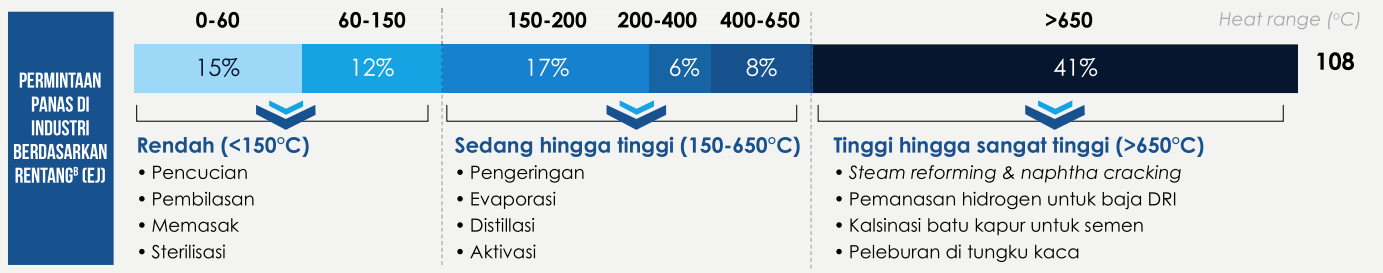 PERMINTAAN
PANAS DI
INDUSTRI
BERDASARKAN
RENTANG⁸ (EJ)
0-60 60-150 150-200 200-400 400-650 >650 Heat range (°C)
15% 12% 17% 6% 8% 41% 108
Rendah (<150°C)
• Pencucian
• Pembilasan
• Memasak
• Sterilisasi
Sedang hingga tinggi (150-650°C)
• Pengeringan
• Evaporasi
• Distillasi
• Aktivasi
Tinggi hingga sangat tinggi (>650°C)
• Steam reforming & naphtha cracking
• Pemanasan hidrogen untuk baja DRI
• Kalsinasi batu kapur untuk semen
• Peleburan di tungku kaca